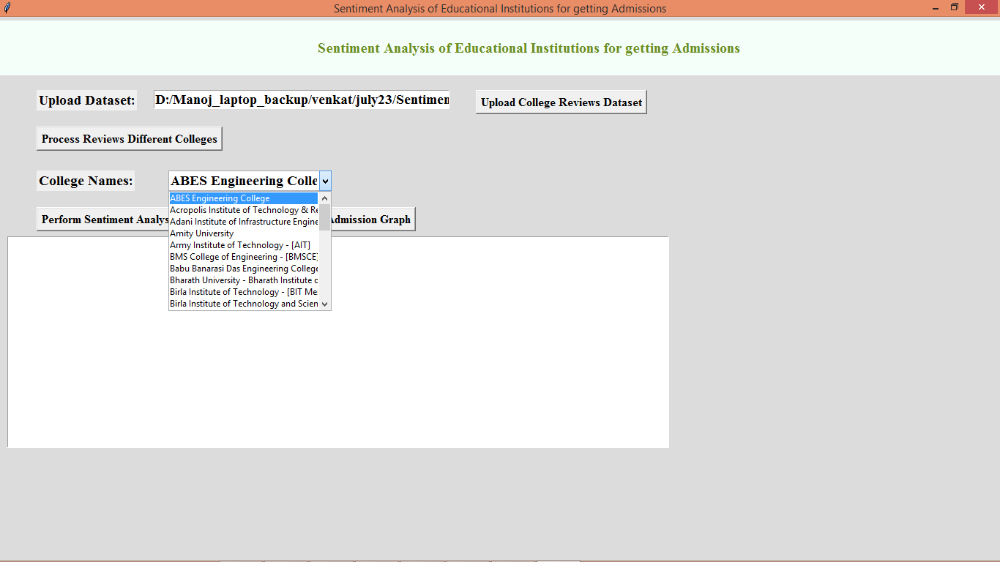 Sentiment Analysis of Educational Institutions for getting Admissions
Sentiment Analysis of Educational Institutions for getting Admissions
Upload Dataset: D:/Manoj_laptop_backup/venkat/july23/Sentimen Upload College Reviews Dataset
Process Reviews Different Colleges
College Names: ABES Engineering Colle
ABES Engineering College
Acropolis Institute of Technology & Re
Perform Sentiment Analys Admission Graph
Adani Institute of Infrastructure Engine
Amity University
Army Institute of Technology - [AIT]
BMS College of Engineering - [BMSCE]
Babu Banarasi Das Engineering College
Bharath University - Bharath Institute o
Birla Institute of Technology - [BIT Me
Birla Institute of Technology and Scien